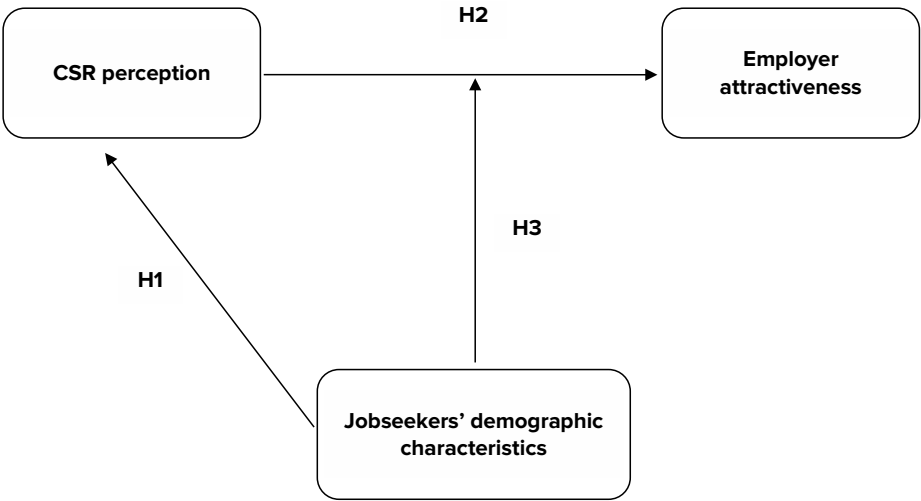 H2
CSR perception
Employer
attractiveness
H3
H1
Jobseekers’ demographic
characteristics